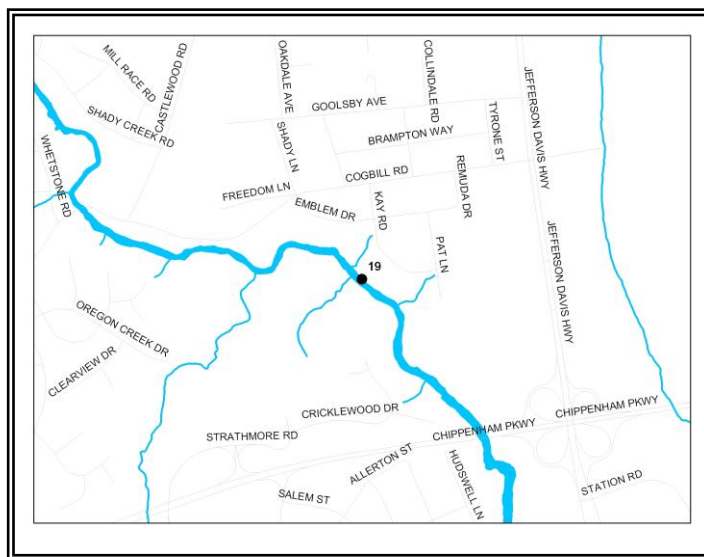 MILL RACE RD
CASTLEWOOD RD
OAKDALE AVE
COLLINDALE RD
JEFFERSON DAVIS HWY
SHADY CREEK RD
GOOLSBY AVE
SHADY LN
BRAMPTON WAY
TYRONE ST
WHETSTONE RD
COGBILL RD
FREEDOM LN
REMUDA DR
KAY RD
EMBLEM DR
PAT LN
JEFFERSON DAVIS HWY
19
OREGON CREEK DR
CLEARVIEW DR
CRICKLEWOOD DR
CHIPPENHAM PKWY
CHIPPENHAM PKWY
STRATHMORE RD
ALLERTON ST
HUDSWELL LN
STATION RD
SALEM ST